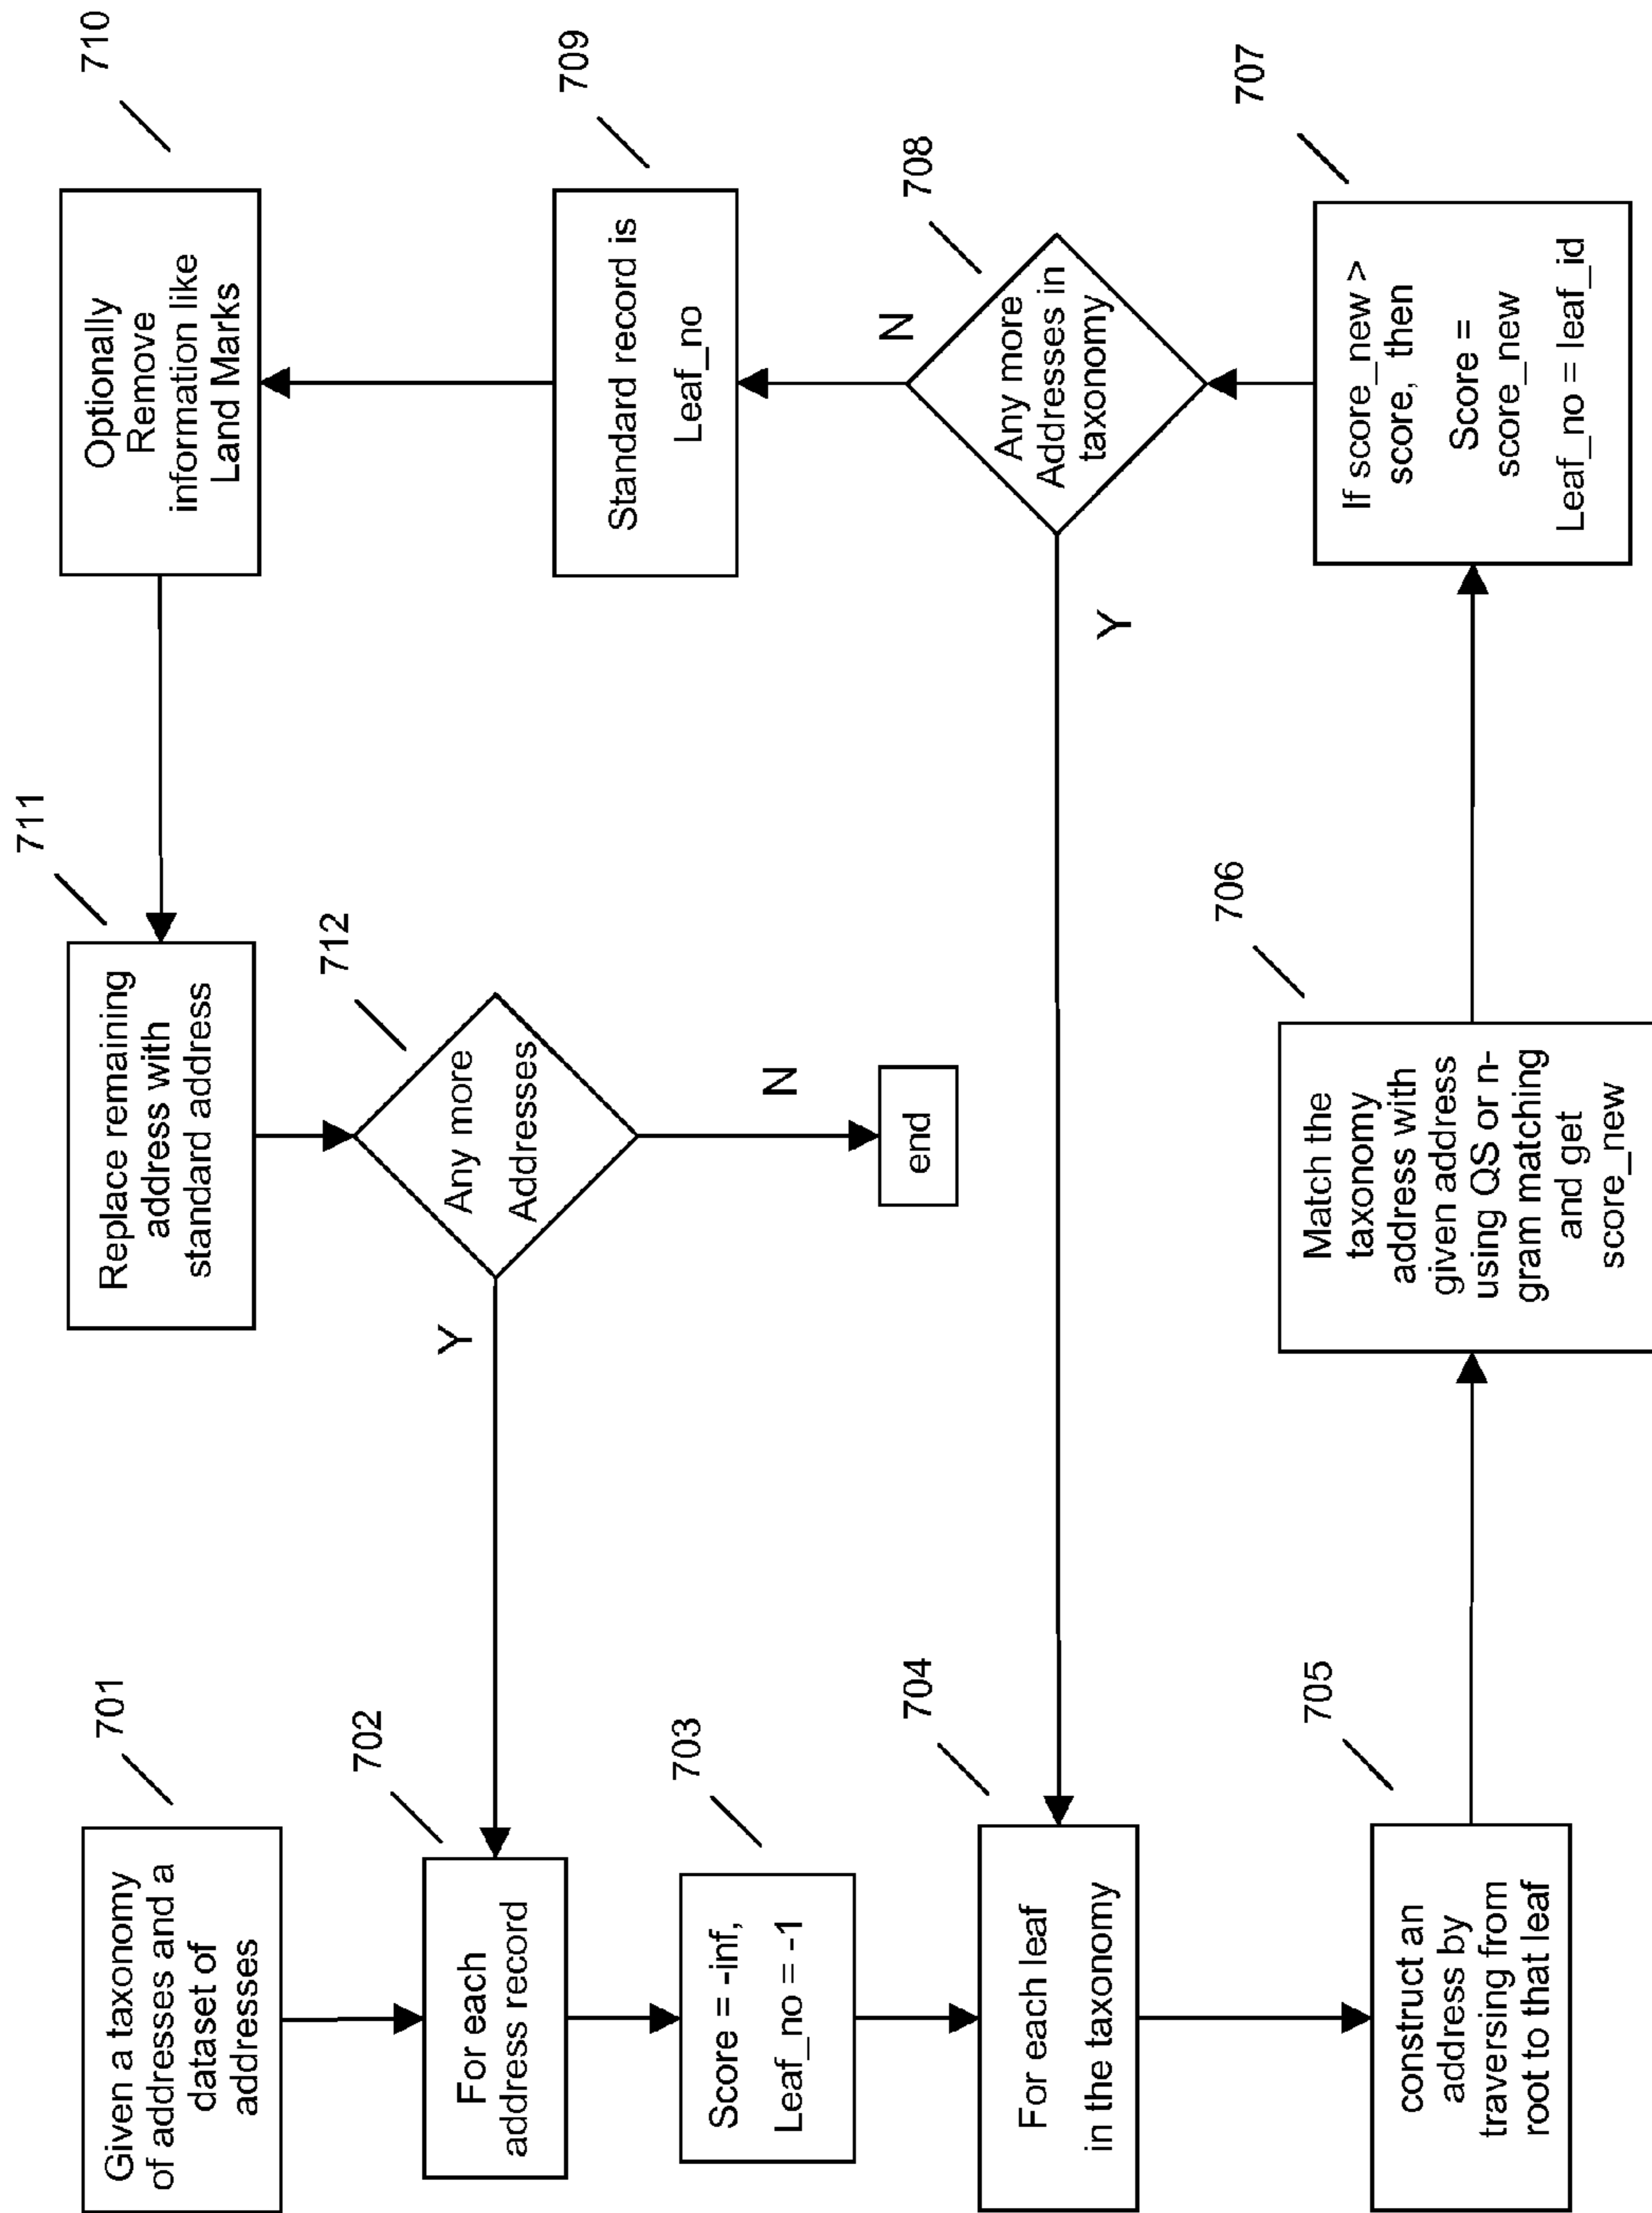 701
Given a taxonomy
of addresses and a
dataset of
addresses
702
For each
address record
703
Score = -inf,
Leaf_no = -1
704
For each leaf
in the taxonomy
705
construct an
address by
traversing from
root to that leaf
706
Match the
taxonomy
address with
given address
using QS or n-
gram matching
and get
score_new
707
If score_new >
score, then
Score =
score_new
Leaf_no = leaf_id
708
Any more
Addresses in
taxonomy
Y
N
709
Standard record is
Leaf_no
710
Optionally
Remove
information like
Land Marks
711
Replace remaining
address with
standard address
712
Any more
Addresses
Y
N
end